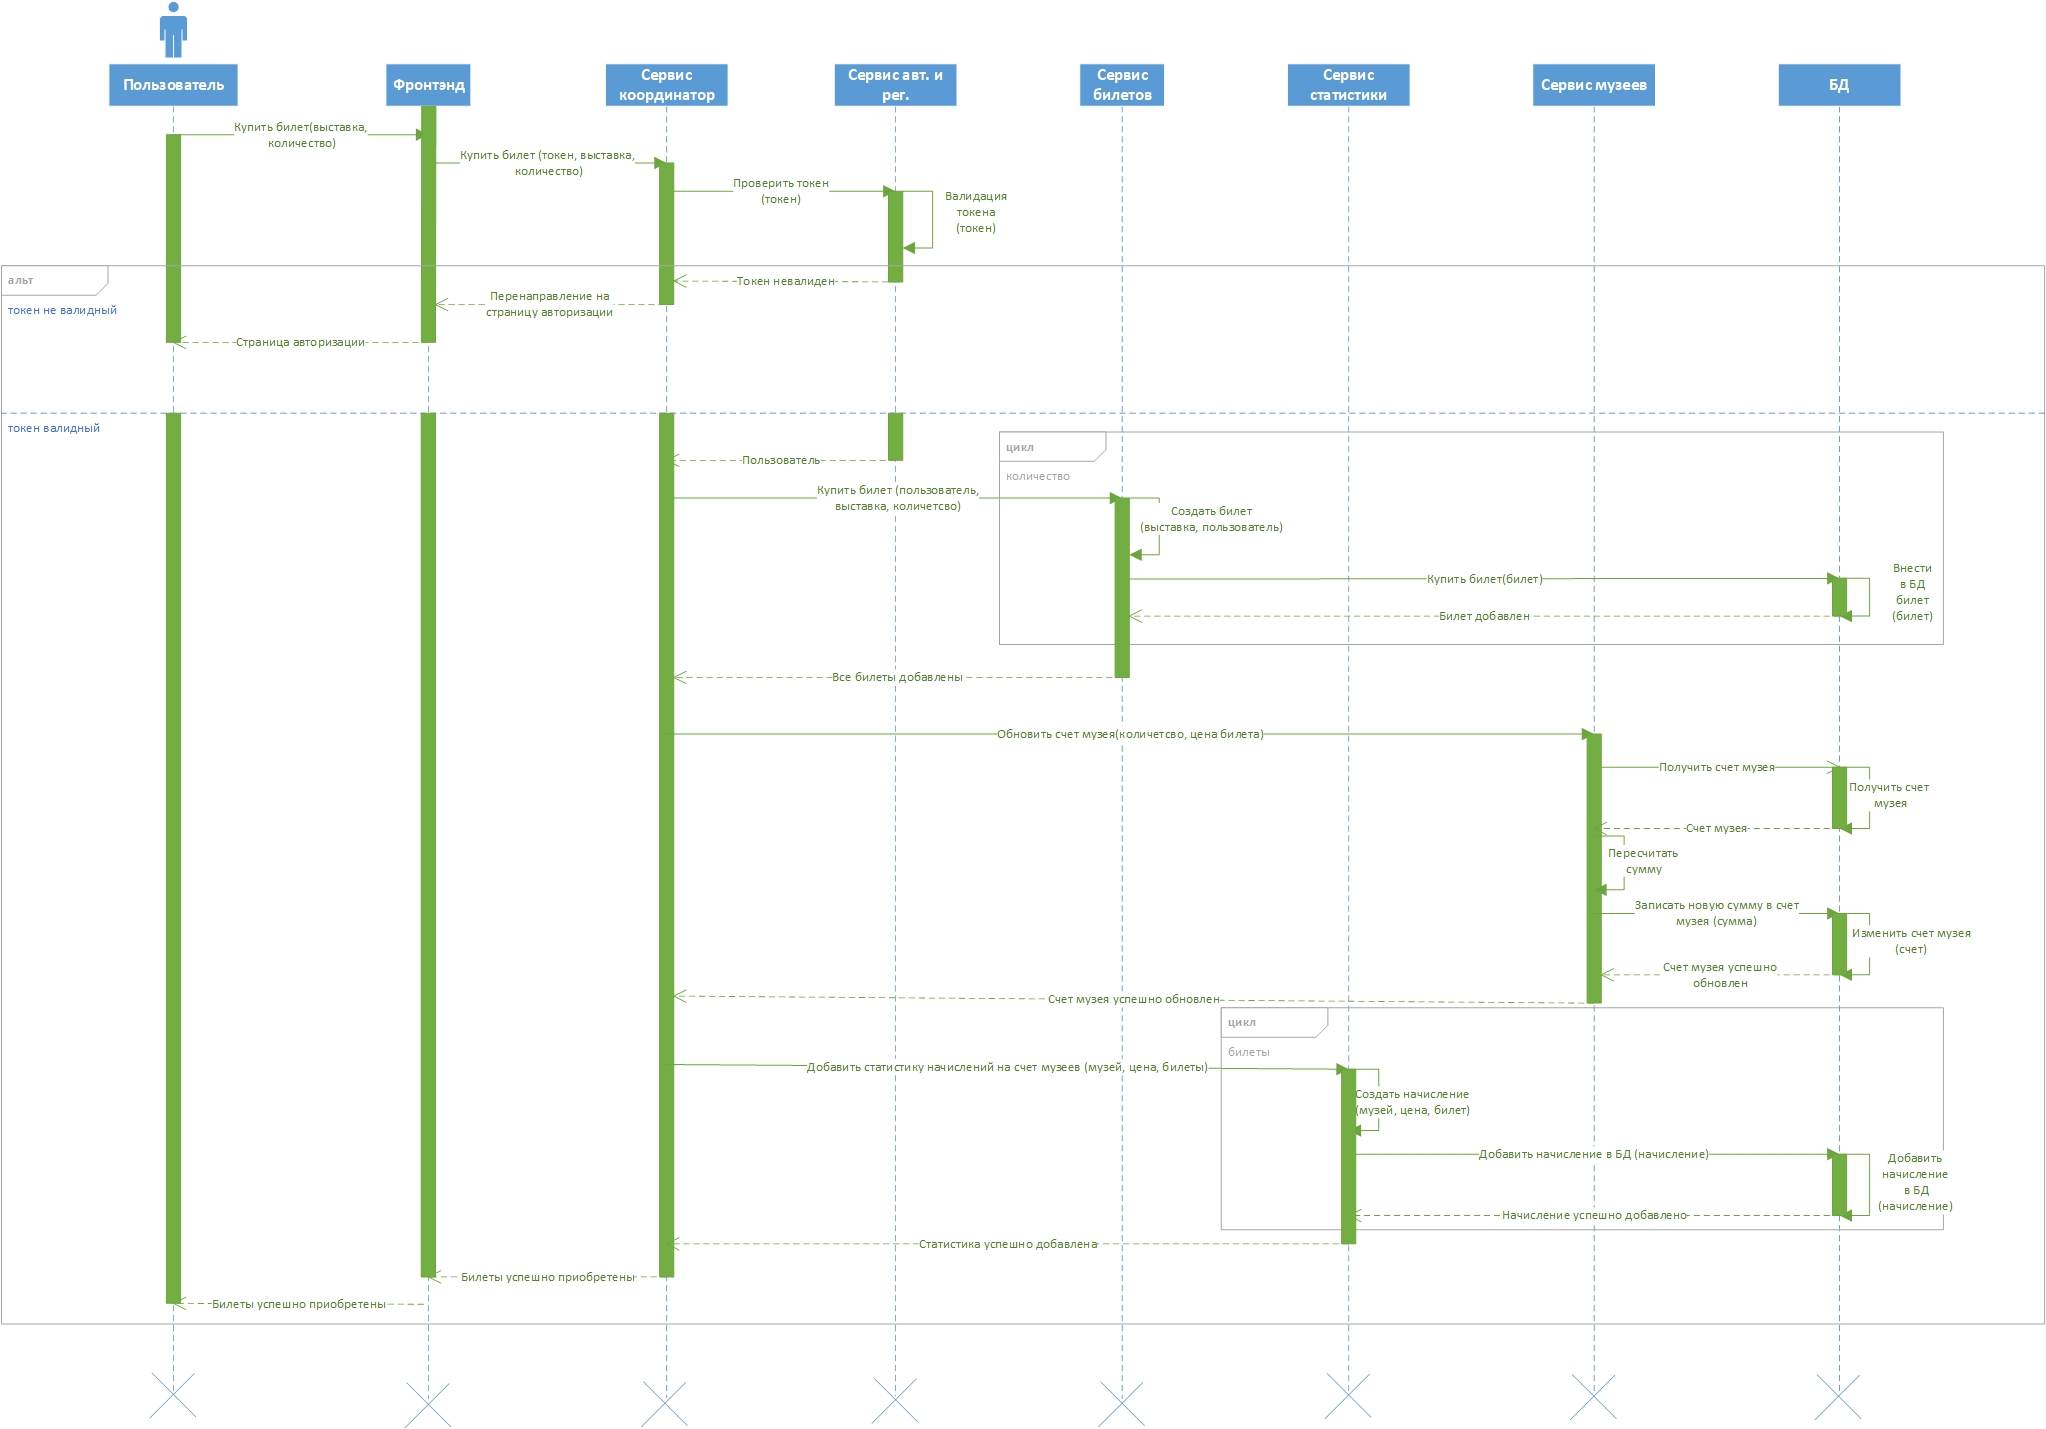 Пользователь
Фронтэнд
Сервис
координатор
Сервис авт. и
рег.
Сервис
билетов
Сервис
статистики
Сервис музеев
БД
Купить билет(выставка,
количество)
Купить билет (токен, выставка,
количество)
Проверить токен
(токен)
Валидация
токена
(токен)
альт
токен не валидный
Токен невалиден
Перенаправление на
страницу авторизации
Страница авторизации
токен валидный
цикл
количество
Пользователь
Купить билет (пользователь,
выставка, количетсво)
Создать билет
(выставка, пользователь)
Купить билет(билет)
Внести
в БД
билет
(билет)
Билет добавлен
Все билеты добавлены
Обновить счет музея(количетсво, цена билета)
Получить счет музея
Получить счет
музея
Счет музея
Пересчитать
сумму
Записать новую сумму в счет
музея (сумма)
Изменить счет музея
(счет)
Счет музея успешно
обновлен
Счет музея успешно обновлен
цикл
билеты
Добавить статистику начислений на счет музеев (музей, цена, билеты)
Создать начисление
(музей, цена, билет)
Добавить начисление в БД (начисление)
Добавить
начисление
в БД
(начисление)
Начисление успешно добавлено
Статистика успешно добавлена
Билеты успешно приобретены
Билеты успешно приобретены